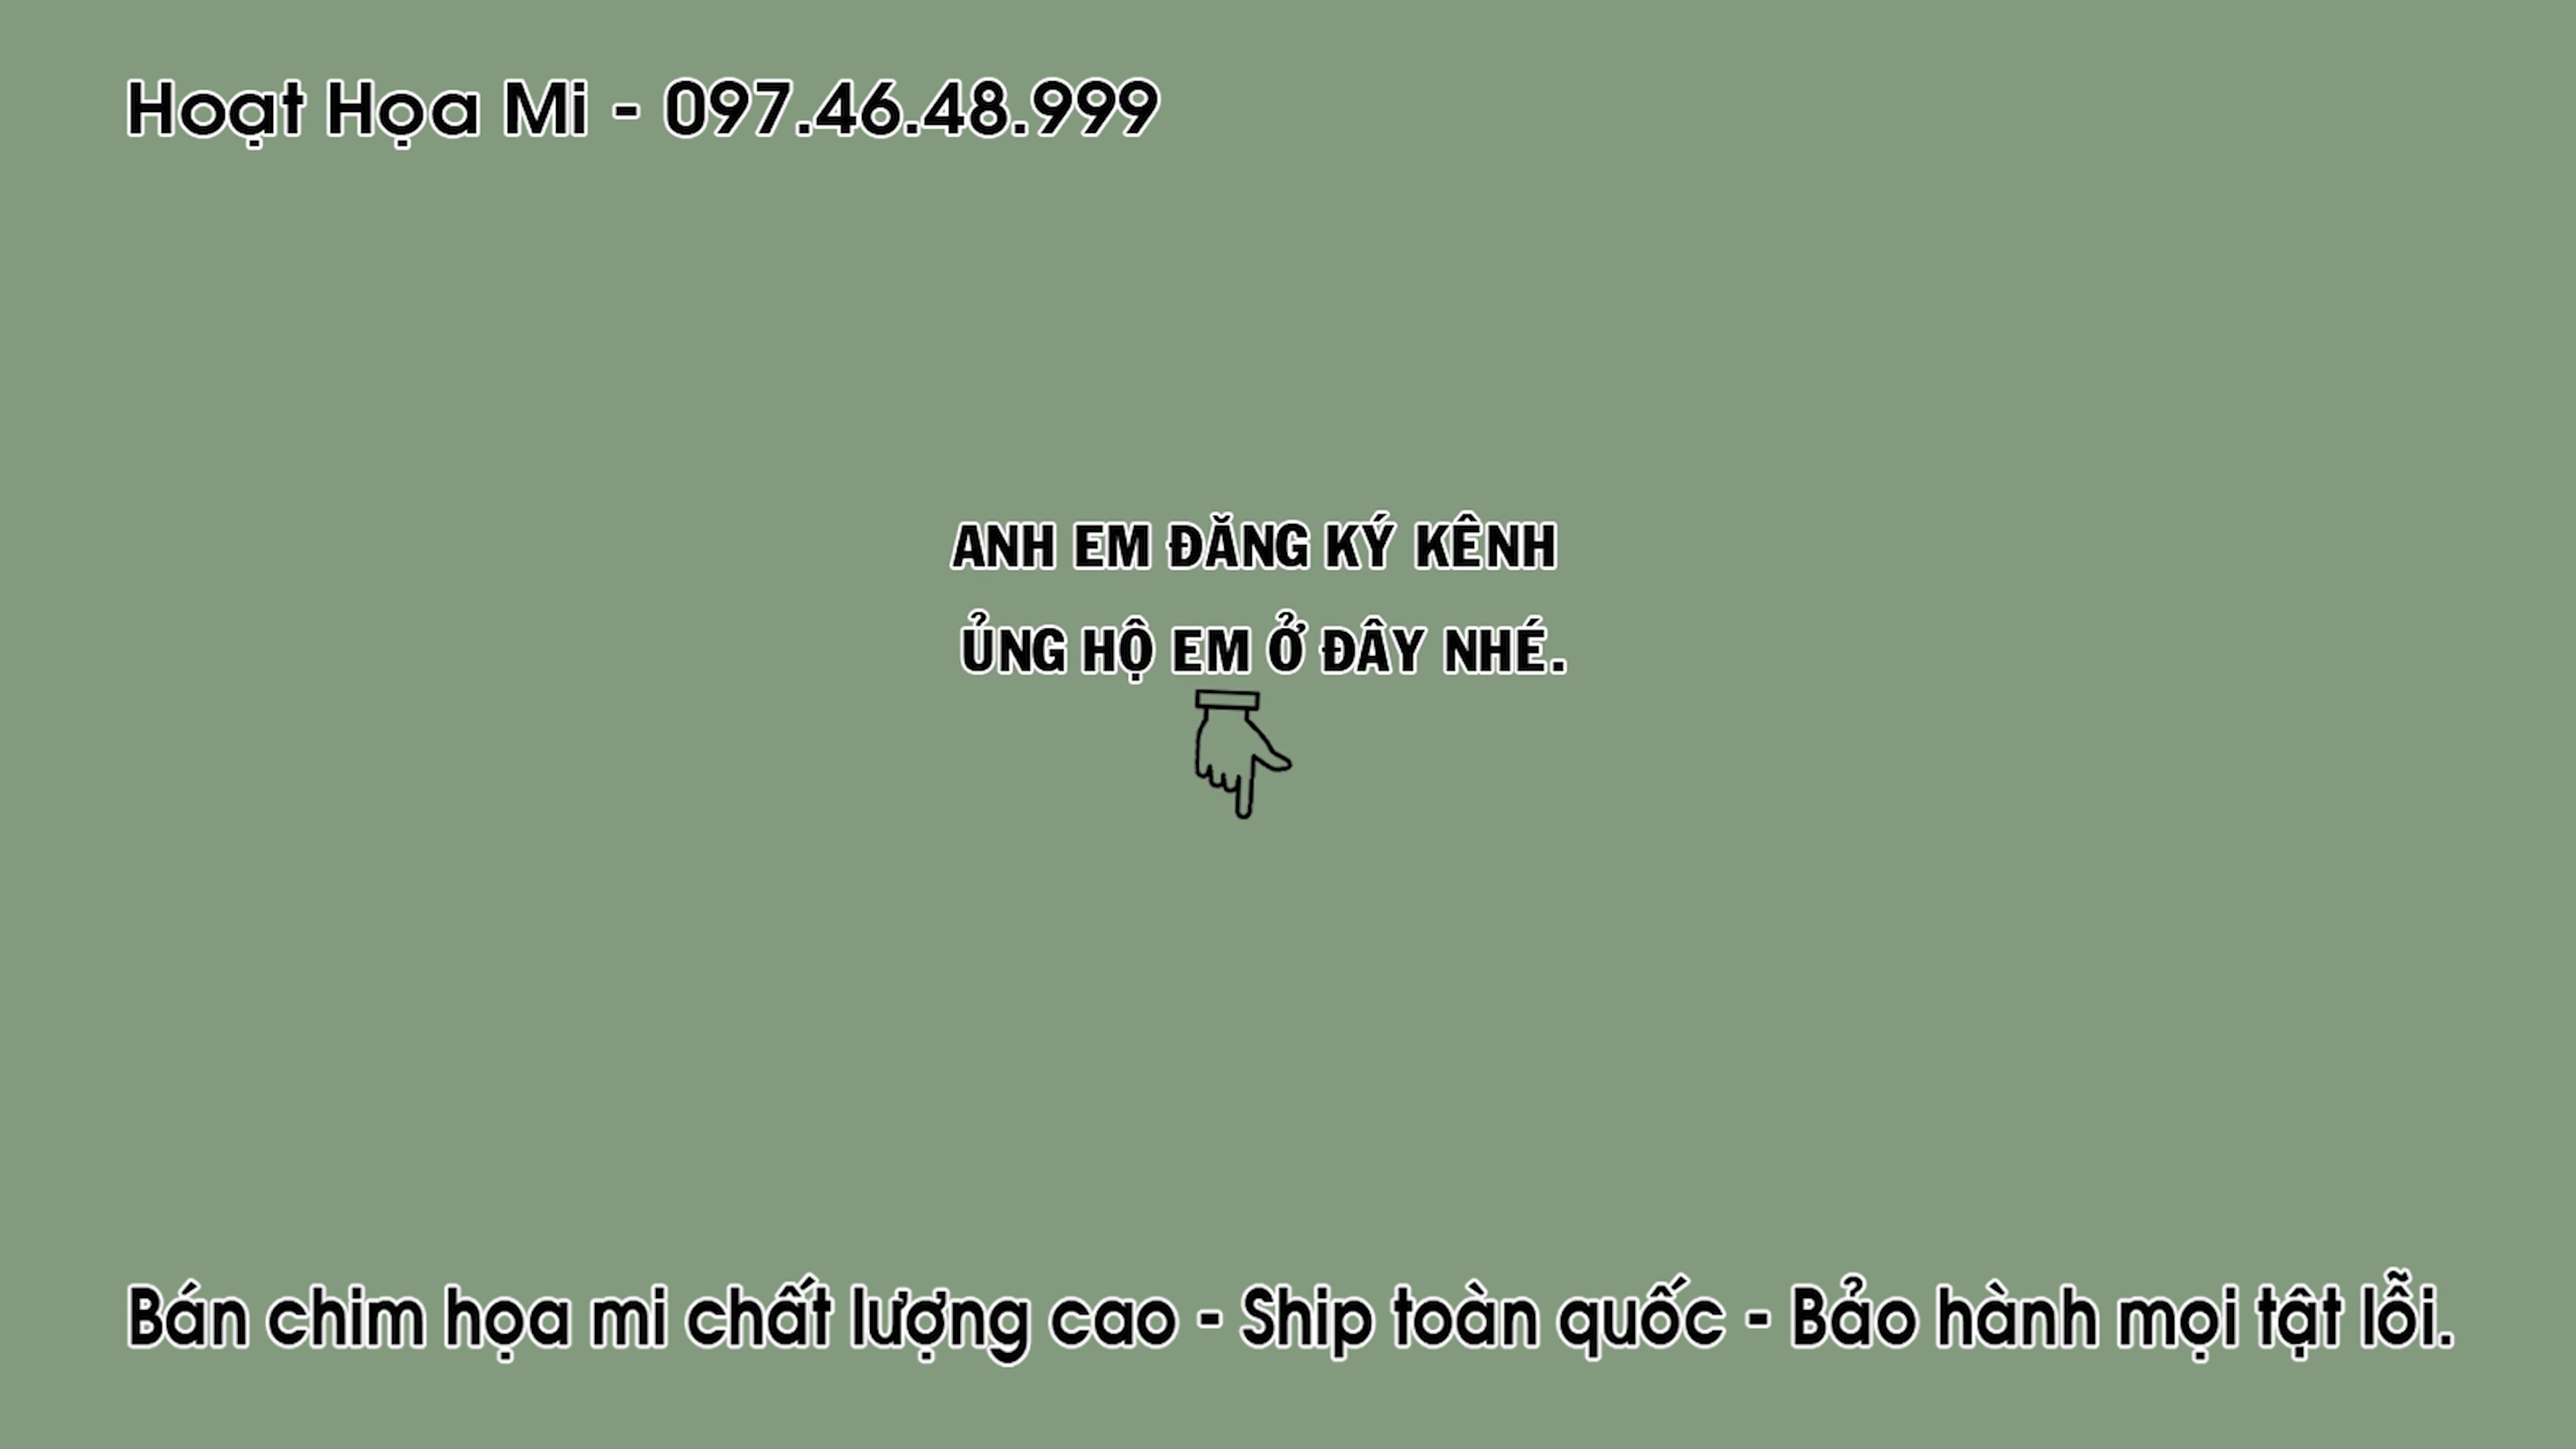 Hoạt Họa Mi - 097.46.48.999
ANH EM ĐĂNG KÝ KÊNH
ỦNG HỘ EM Ở ĐÂY NHÉ.
Bán chim họa mi chất lượng cao - Ship toàn quốc - Bảo hành mọi tật lỗi.